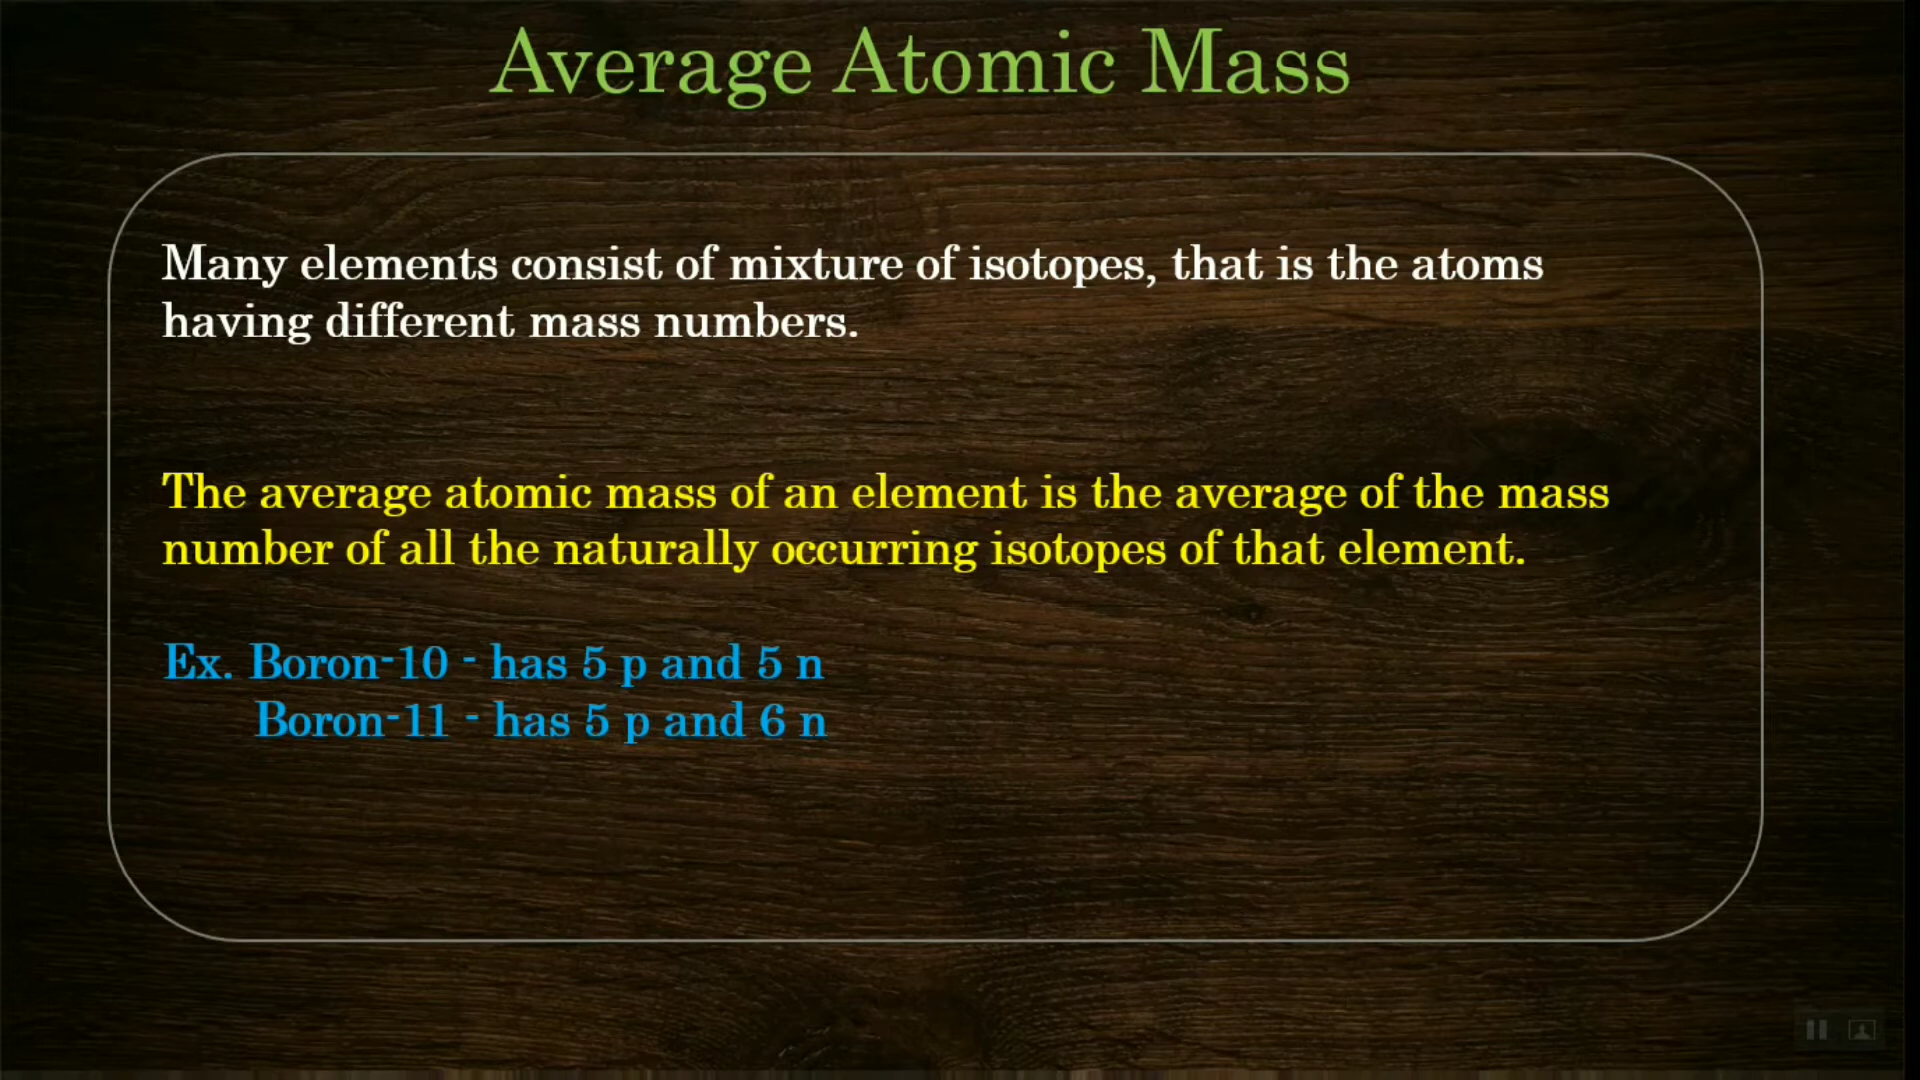 Average Atomic Mass
Many elements consist of mixture of isotopes, that is the atoms
having different mass numbers.
The average atomic mass of an element is the average of the mass
number of all the naturally occurring isotopes of that element.
Ex. Boron-10 - has 5 p and 5 n
Boron-11 - has 5 p and 6 n